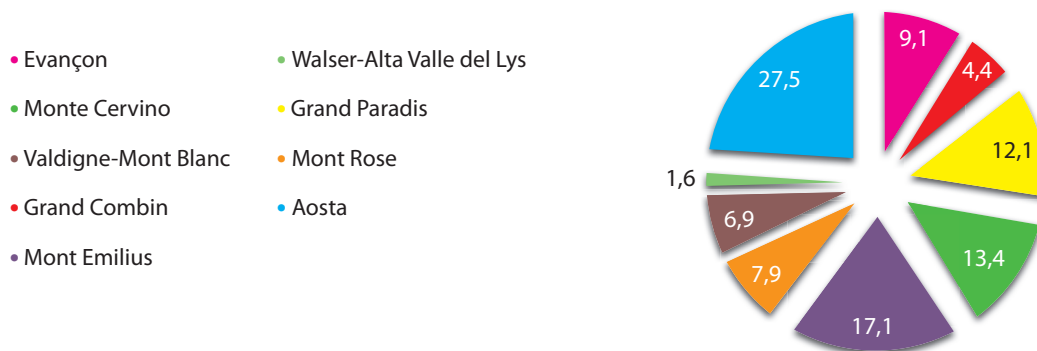 Evançon
Monte Cervino
Valdigne-Mont Blanc
Grand Combin
Mont Emilius
Walser-Alta Valle del Lys
Grand Paradis
Mont Rose
Aosta
9,1
4,4
12,1
13,4
17,1
7,9
6,9
1,6
27,5